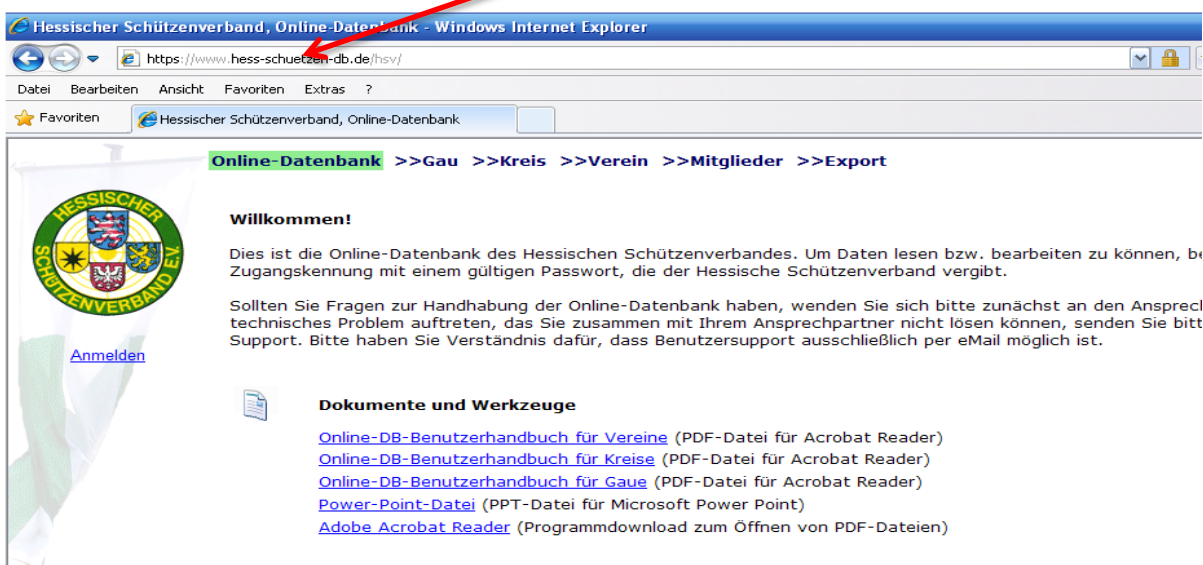 Hessischer Schützenverband, Online-Datenbank - Windows Internet Explorer
https://www.hess-schuetzen-db.de/hsv/
Datei Bearbeiten Ansicht Favoriten Extras ?
Favoriten Hessischer Schützenverband, Online-Datenbank
Online-Datenbank >>Gau >>Kreis >>Verein >>Mitglieder >>Export
HESSISCHER
SCHÜTZENVERBAND E.V.
Anmelden
Willkommen!
Dies ist die Online-Datenbank des Hessischen Schützenverbandes. Um Daten lesen bzw. bearbeiten zu können, be
Zugangskennung mit einem gültigen Passwort, die der Hessische Schützenverband vergibt.
Sollten Sie Fragen zur Handhabung der Online-Datenbank haben, wenden Sie sich bitte zunächst an den Ansprec
technisches Problem auftreten, das Sie zusammen mit Ihrem Ansprechpartner nicht lösen können, senden Sie bitt
Support. Bitte haben Sie Verständnis dafür, dass Benutzersupport ausschließlich per eMail möglich ist.
Dokumente und Werkzeuge
Online-DB-Benutzerhandbuch für Vereine (PDF-Datei für Acrobat Reader)
Online-DB-Benutzerhandbuch für Kreise (PDF-Datei für Acrobat Reader)
Online-DB-Benutzerhandbuch für Gaue (PDF-Datei für Acrobat Reader)
Power-Point-Datei (PPT-Datei für Microsoft Power Point)
Adobe Acrobat Reader (Programmdownload zum Öffnen von PDF-Dateien)